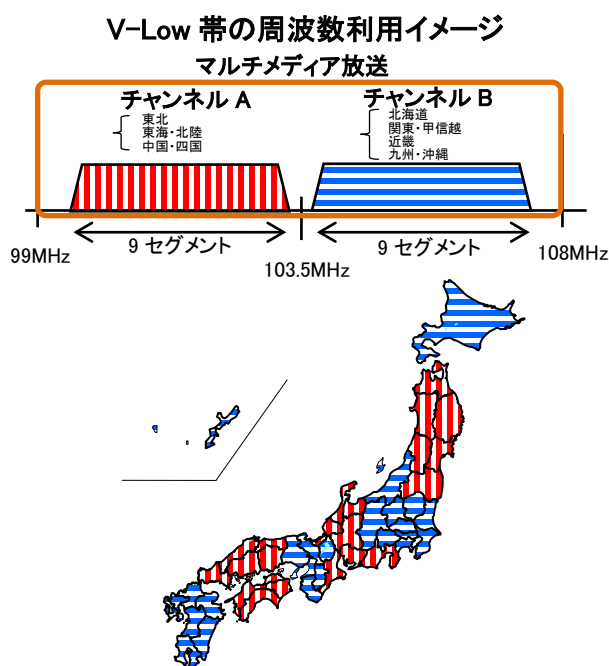 V-Low 帯の周波数利用イメージ
マルチメディア放送
チャンネル A
東北
東海・北陸
中国・四国
チャンネル B
北海道
関東・甲信越
近畿
九州・沖縄
9 セグメント
9 セグメント
99MHz
103.5MHz
108MHz